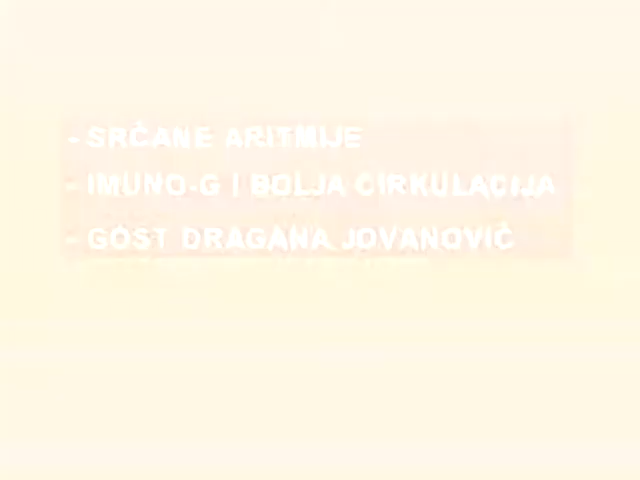 - SRČANE ARITMIJE
- IMUNO-G I BOLJA CIRKULACIJA
- GOST DRAGANA JOVANOVIĆ